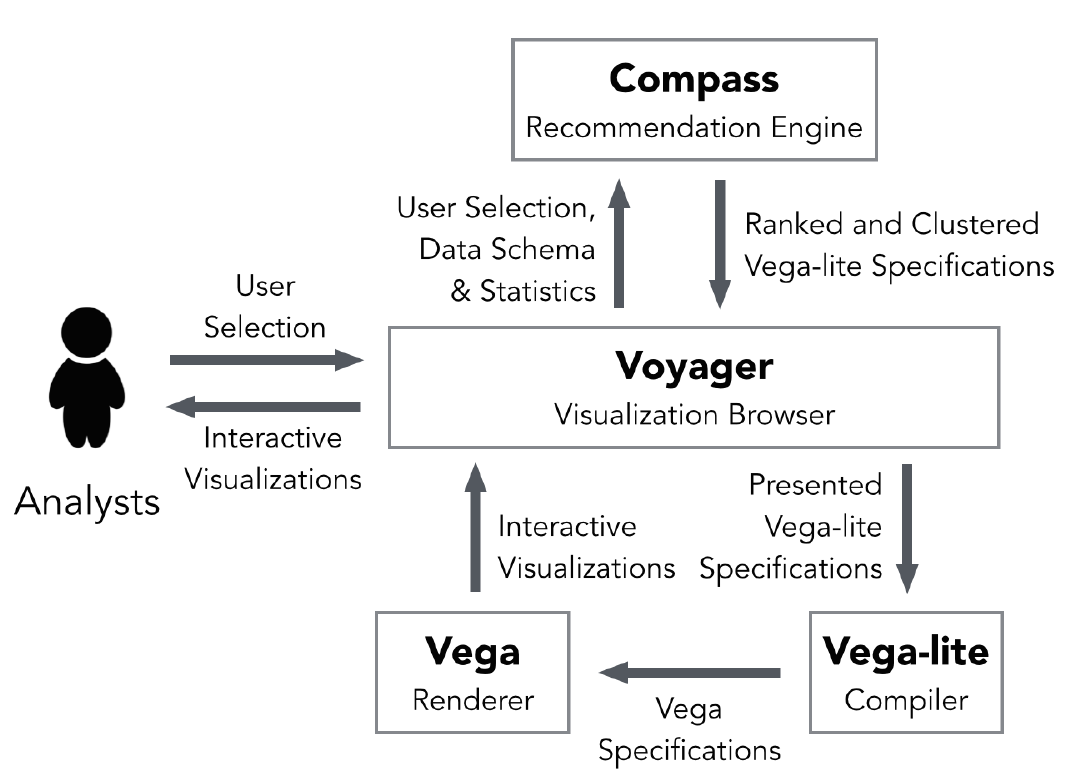 Compass
Recommendation Engine
User Selection,
Data Schema
& Statistics
Ranked and Clustered
Vega-lite Specifications
User
Selection
Voyager
Visualization Browser
Interactive
Visualizations
Analysts
Interactive
Visualizations
Presented
Vega-lite
Specifications
Vega
Renderer
Vega-lite
Compiler
Vega
Specifications